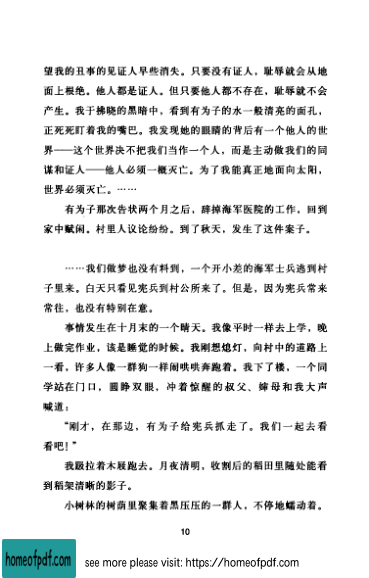 望我的丑事的见证人早些消失。只要没有证人，耻辱就会从地
面上根绝。他人都是证人。但只要他人都不存在，耻辱就不会
产生。我于拂晓的黑暗中，看到有为子的水一般清亮的面孔，
正死死盯着我的嘴巴。我发现她的眼睛的背后有一个他人的世
界——这个世界决不把我们当作一个人，而是主动做我们的同
谋和证人——他人必须一概灭亡。为了我能真正地面向太阳，
世界必须灭亡。……
有为子那次告状两个月之后，辞掉海军医院的工作，回到
家中赋闲。村里人议论纷纷。到了秋天，发生了这件案子。
……我们做梦也没有料到，一个开小差的海军士兵逃到村
子里来。白天只看见宪兵到村公所来了。但是，因为宪兵常来
常往，也没有特别在意。
事情发生在十月末的一个晴天。我像平时一样去上学，晚
上做完作业，该是睡觉的时候。我刚想熄灯，向村中的道路上
一看，许多人像一群狗一样闹哄哄奔跑着。我下了楼，一个同
学站在门口，圆睁双眼，冲着惊醒的叔父、婶母和我大声
喊道：
“刚才，在那边，有为子给宪兵抓走了。我们一起去看
看吧！”
我趿拉着木屐跑去。月夜清明，收割后的稻田里随处能看
到稻架清晰的影子。
小树林的树荫里聚集着黑压压的一群人，不停地蠕动着。
10
homeofpdf.com
see more please visit: https://homeofpdf.com